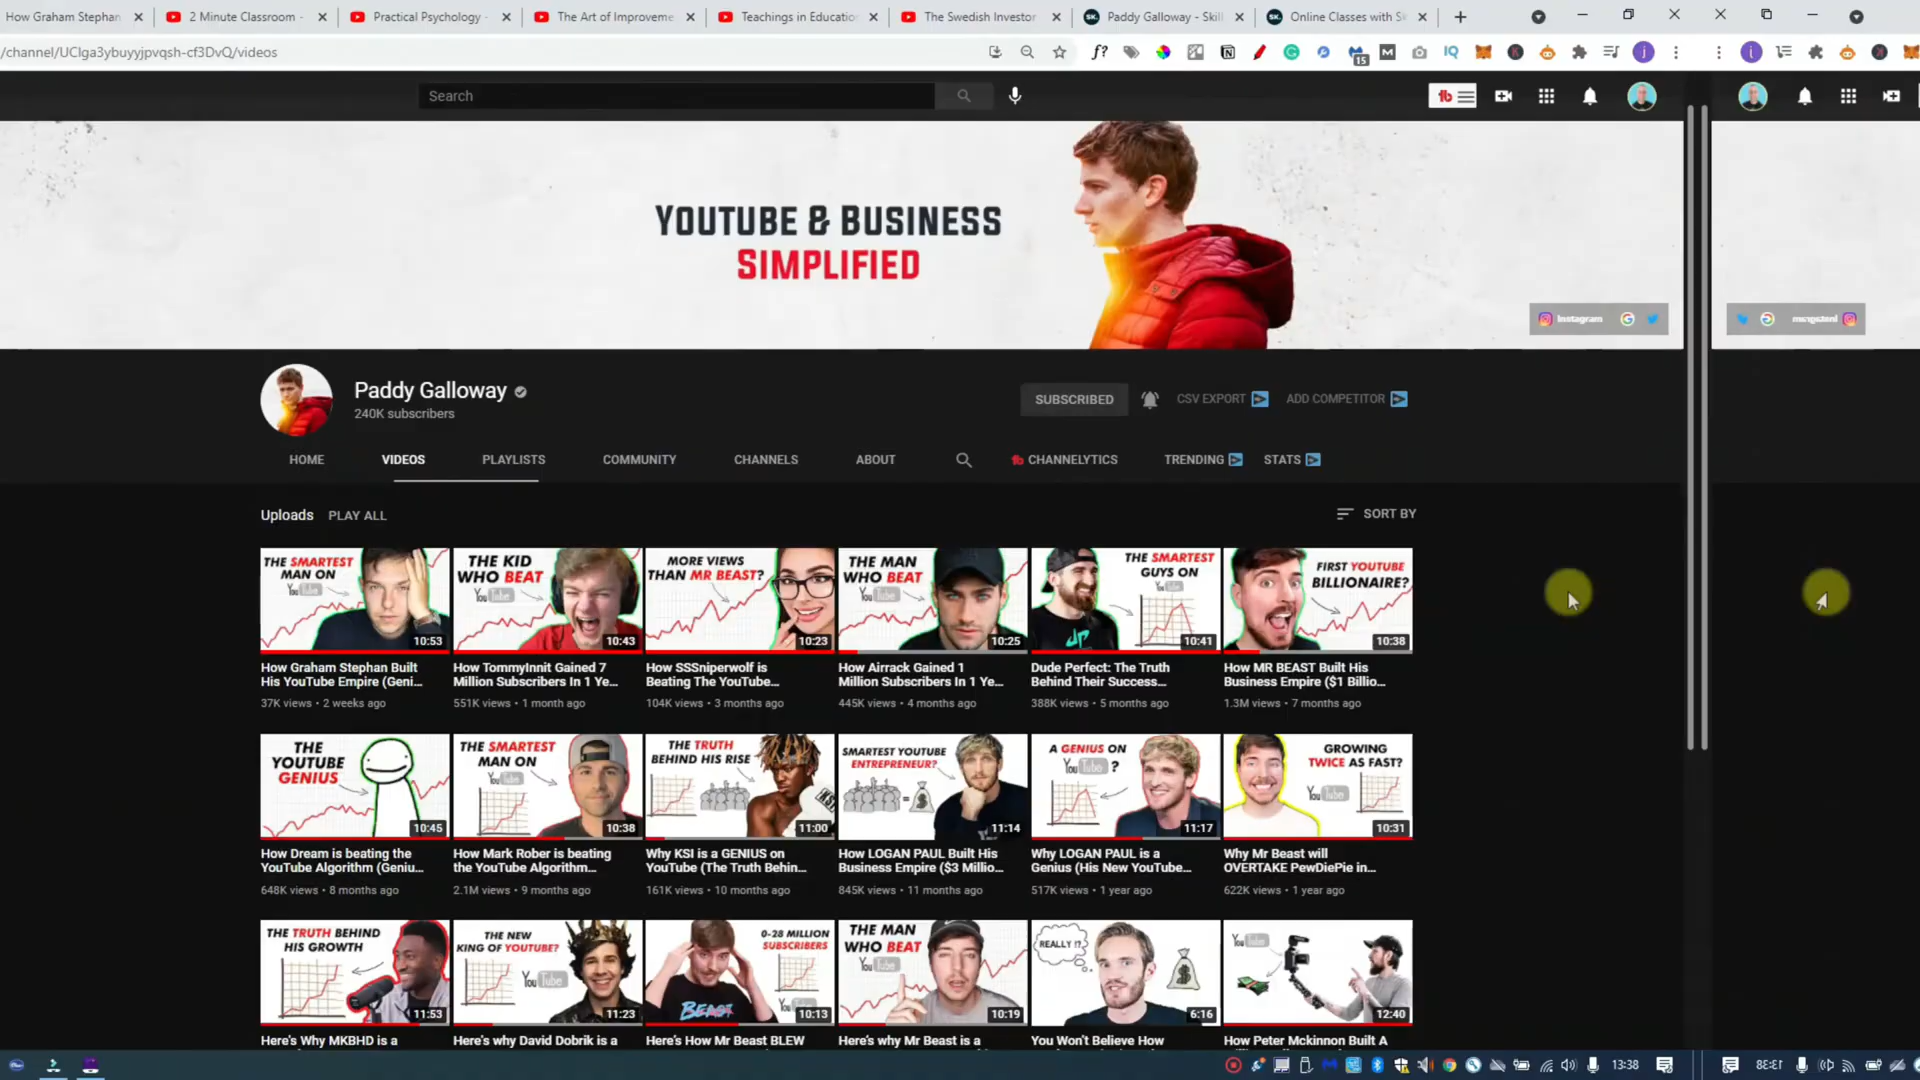 How Graham Stephan
2 Minute Classroom -
Practical Psychology -
The Art of Improveme
Teachings in Educatio
The Swedish Investor
Paddy Galloway - Skil
Online Classes with S
/channel/UCIga3ybuyyjpvqsh-cf3DvQ/videos
15
Search
YOUTUBE & BUSINESS
SIMPLIFIED
Instagram
Paddy Galloway
240K subscribers
SUBSCRIBED
CSV EXPORT
ADD COMPETITOR
HOME
VIDEOS
PLAYLISTS
COMMUNITY
CHANNELS
ABOUT
CHANNELYTICS
TRENDING
STATS
Uploads PLAY ALL
SORT BY
THE SMARTEST
MAN ON
YouTube
10:53
THE KID
WHO BEAT
YouTube
10:43
MORE VIEWS
THAN MR BEAST?
10:23
THE MAN
WHO BEAT
YouTube
10:25
THE SMARTEST
GUYS ON
YouTube
10:41
FIRST YOUTUBE
BILLIONAIRE?
10:38
How Graham Stephan Built
His YouTube Empire (Geni...
37K views • 2 weeks ago
How TommyInnit Gained 7
Million Subscribers In 1 Ye...
551K views • 1 month ago
How SSSniperwolf is
Beating The YouTube...
104K views • 3 months ago
How Airrack Gained 1
Million Subscribers In 1 Ye...
445K views • 4 months ago
Dude Perfect: The Truth
Behind Their Success...
388K views • 5 months ago
How MR BEAST Built His
Business Empire ($1 Billio...
1.3M views • 7 months ago
THE
YOUTUBE
GENIUS
10:45
THE SMARTEST
MAN ON
YouTube
10:38
THE TRUTH
BEHIND HIS RISE
11:00
SMARTEST YOUTUBE
ENTREPRENEUR?
11:14
A GENIUS ON
YouTube ?
11:17
GROWING
TWICE AS FAST?
YouTube
10:31
How Dream is beating the
YouTube Algorithm (Geniu...
648K views • 8 months ago
How Mark Rober is beating
the YouTube Algorithm...
2.1M views • 9 months ago
Why KSI is a GENIUS on
YouTube (The Truth Behin...
161K views • 10 months ago
How LOGAN PAUL Built His
Business Empire ($3 Millio...
845K views • 11 months ago
Why LOGAN PAUL is a
Genius (His New YouTube...
517K views • 1 year ago
Why Mr Beast will
OVERTAKE PewDiePie in...
622K views • 1 year ago
THE TRUTH BEHIND
HIS GROWTH
11:53
THE NEW
KING OF YOUTUBE?
YouTube
11:23
0-28 MILLION
SUBSCRIBERS
BEAST
10:13
THE MAN
WHO BEAT
YouTube
10:19
REALLY !?
6:16
YouTube
12:40
Here's Why MKBHD is a
Here's why David Dobrik is a
Here's How Mr Beast BLEW
Here's why Mr Beast is a
You Won't Believe How
How Peter Mckinnon Built A
13:38